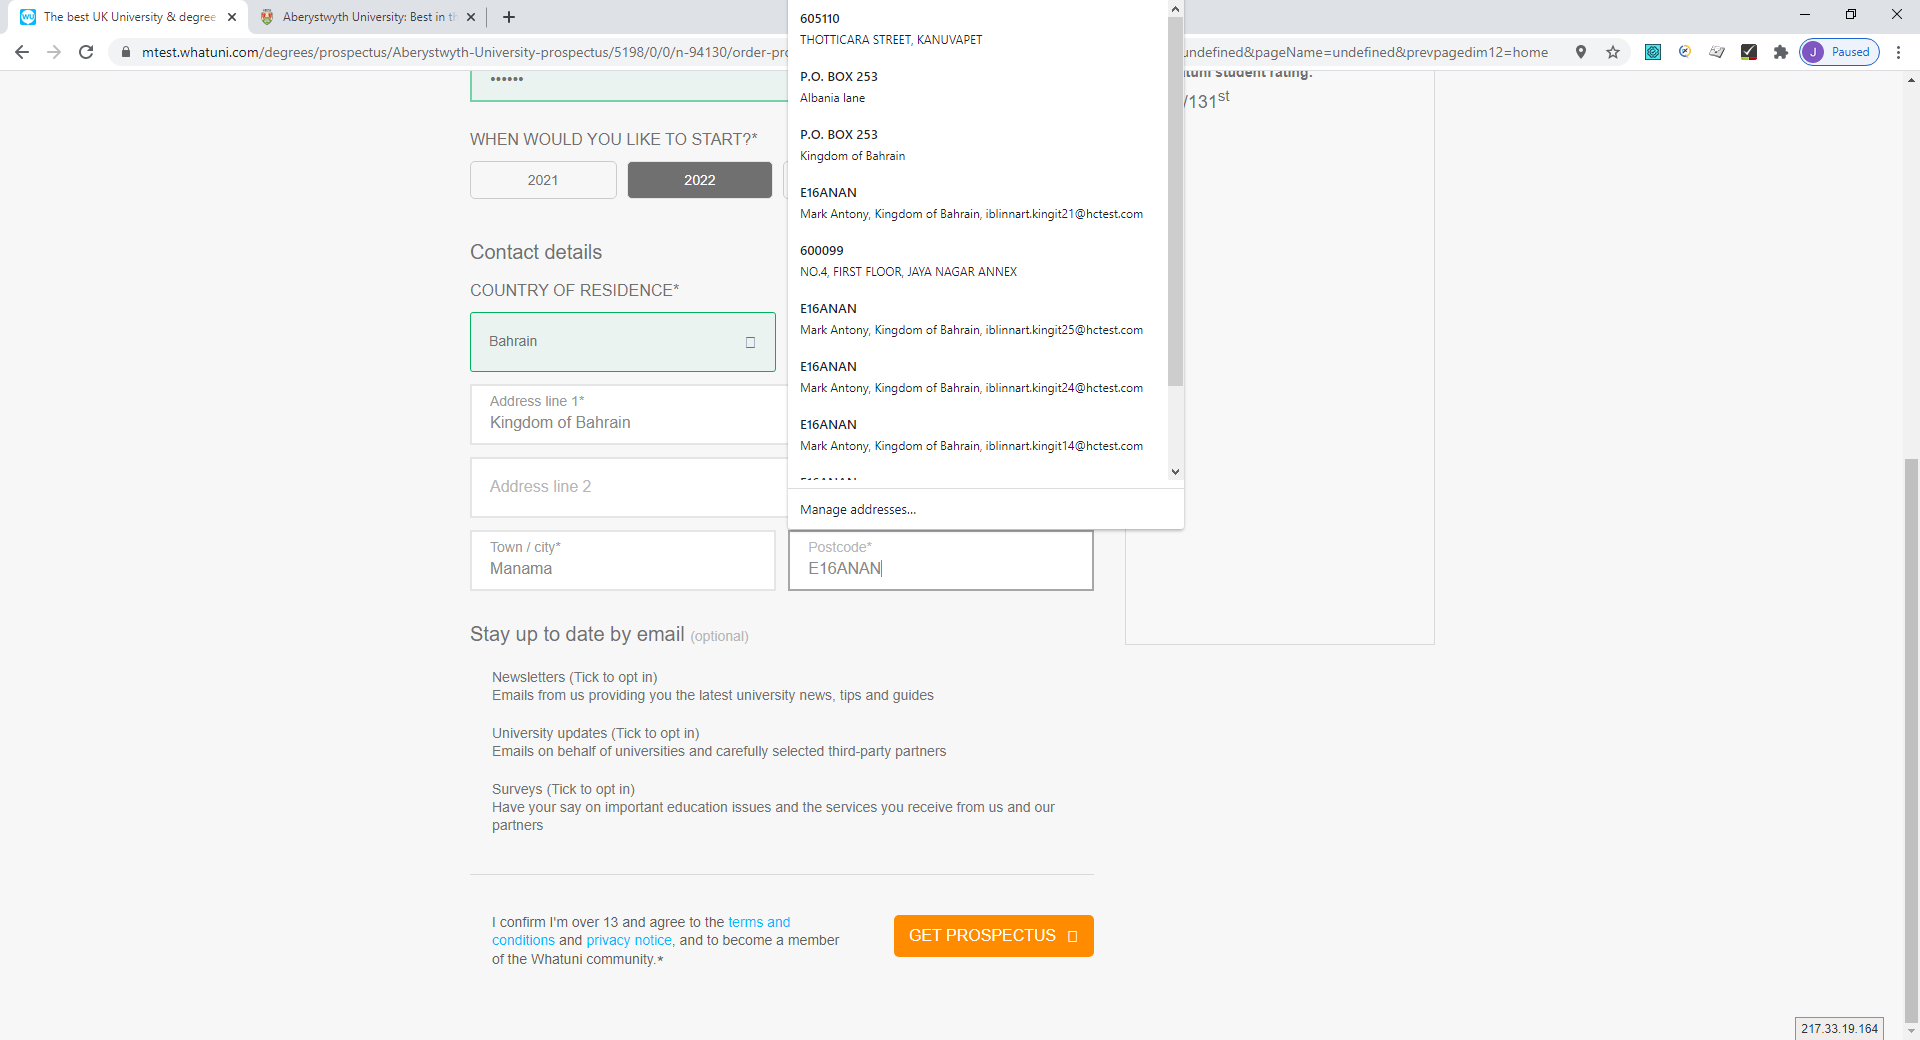 The best UK University & degree
Aberystwyth University: Best in th
mtest.whatuni.com/degrees/prospectus/Aberystwyth-University-prospectus/5198/0/0/n-94130/order-pro
undefined&pageName=undefined&prevpagedim12=home
J
Paused
••••••
student rating:
/131st
WHEN WOULD YOU LIKE TO START?*
2021
2022
Contact details
COUNTRY OF RESIDENCE*
Bahrain
Address line 1*
Kingdom of Bahrain
Address line 2
Town / city*
Manama
605110
THOTTICARA STREET, KANUVAPET
P.O. BOX 253
Albania lane
P.O. BOX 253
Kingdom of Bahrain
E16ANAN
Mark Antony, Kingdom of Bahrain, iblinnart.kingit21@hctest.com
600099
NO.4, FIRST FLOOR, JAYA NAGAR ANNEX
E16ANAN
Mark Antony, Kingdom of Bahrain, iblinnart.kingit25@hctest.com
E16ANAN
Mark Antony, Kingdom of Bahrain, iblinnart.kingit24@hctest.com
E16ANAN
Mark Antony, Kingdom of Bahrain, iblinnart.kingit14@hctest.com
Manage addresses...
Postcode*
E16ANAN
Stay up to date by email (optional)
Newsletters (Tick to opt in)
Emails from us providing you the latest university news, tips and guides
University updates (Tick to opt in)
Emails on behalf of universities and carefully selected third-party partners
Surveys (Tick to opt in)
Have your say on important education issues and the services you receive from us and our
partners
I confirm I'm over 13 and agree to the terms and
conditions and privacy notice, and to become a member
of the Whatuni community.*
GET PROSPECTUS
217.33.19.164